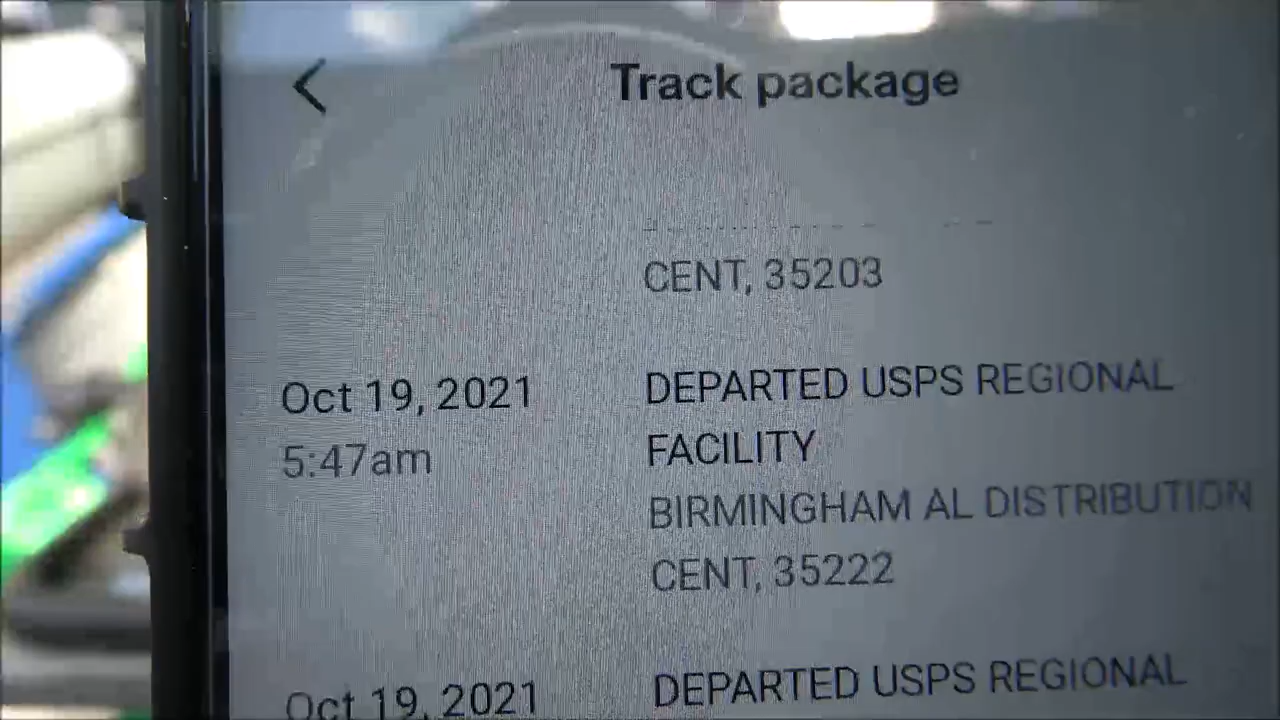 Track package
CENT, 35203
Oct 19, 2021
DEPARTED USPS REGIONAL
5:47am
FACILITY
BIRMINGHAM AL DISTRIBUTION
CENT, 35222
Oct 19, 2021
DEPARTED USPS REGIONAL